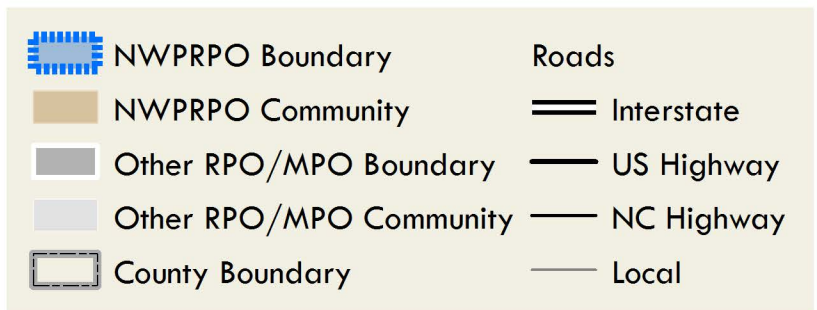 NWPRPO Boundary
NWPRPO Community
Other RPO/MPO Boundary
Other RPO/MPO Community
County Boundary
Roads
Interstate
US Highway
NC Highway
Local